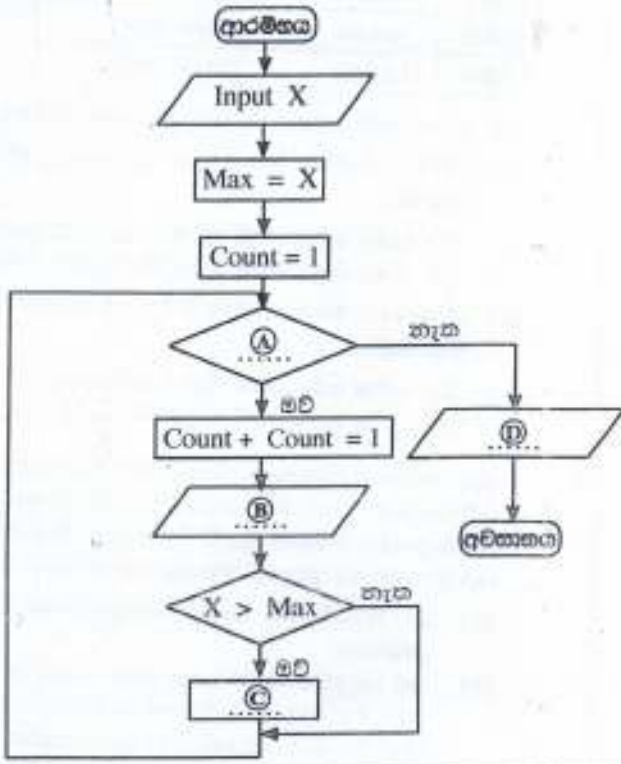 ආරම්භය
Input X
Max = X
Count = 1
Ⓐ
නැත
ඔව්
Count + Count = 1
Ⓓ
Ⓑ
අවසානය
X > Max
නැත
ඔව්
Ⓒ